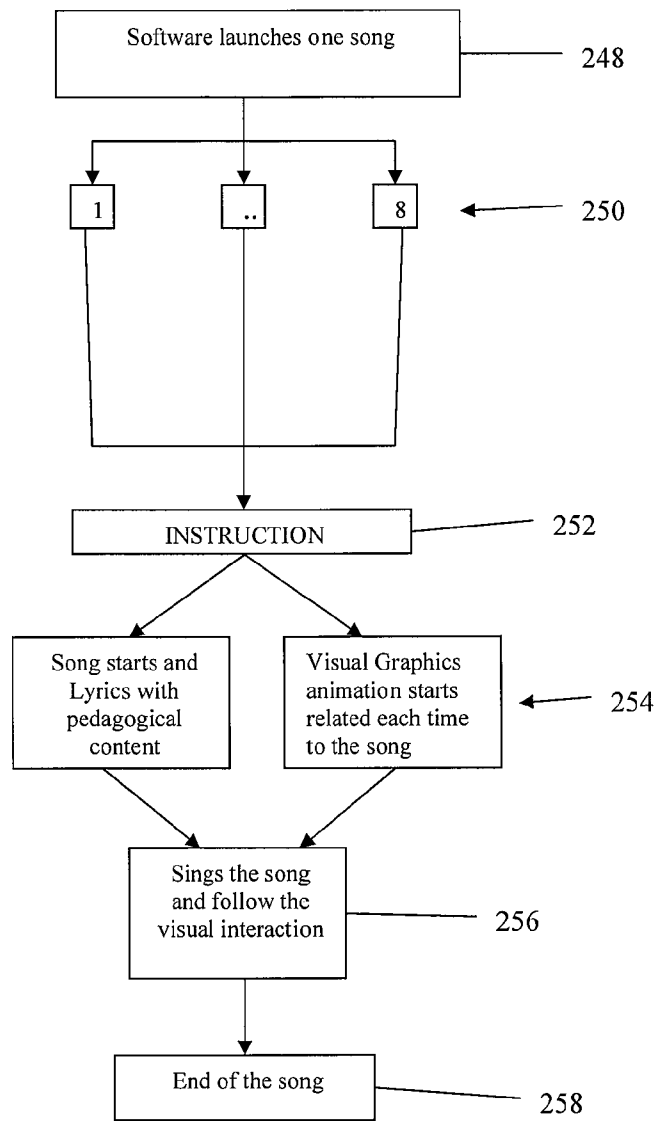 Software launches one song
248
1
..
8
250
INSTRUCTION
252
Song starts and
Lyrics with
pedagogical
content
Visual Graphics
animation starts
related each time
to the song
254
Sings the song
and follow the
visual interaction
256
End of the song
258